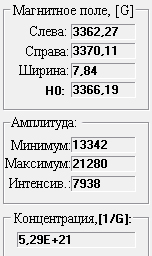 Магнитное поле, [G]
Слева: 3362,27
Справа: 3370,11
Ширина: 7,84
H0: 3366,19
Амплитуда:
Минимум: 13342
Максимум: 21280
Интенсив.: 7938
Концентрация,[1/G]:
5,29E+21